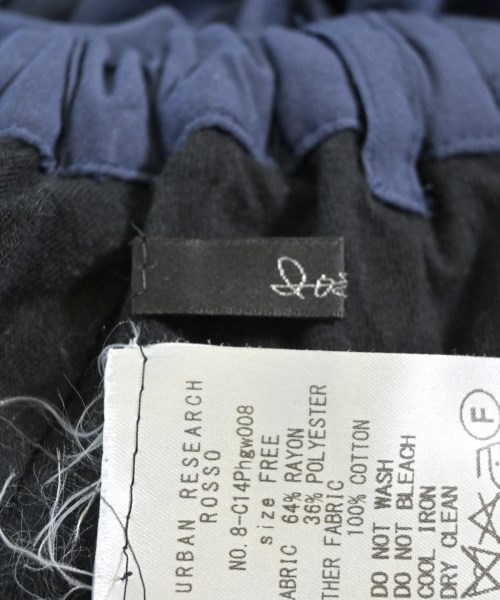 URBAN RESEARCH
ROSSO
NO. 8-C14Phgw008
size FREE
ABRIC 64% RAYON
36% POLYESTER
THER FABRIC
100% COTTON
DO NOT WASH
DO NOT BLEACH
COOL IRON
DRY CLEAN
F